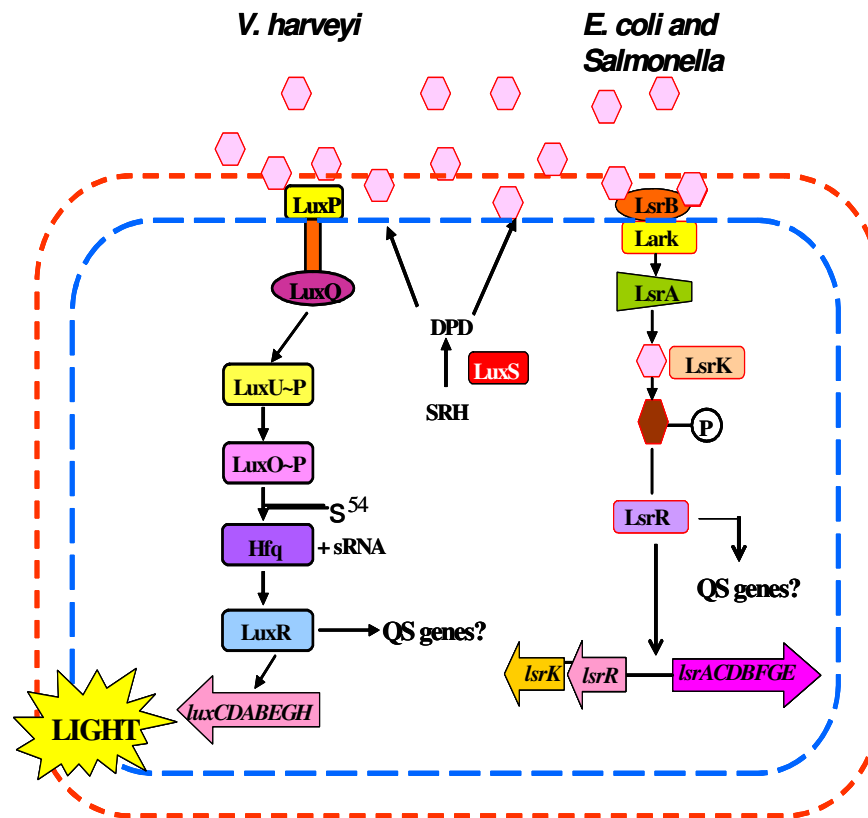 V. harveyi
E. coli and
Salmonella
LuxP
LuxQ
LuxU~P
LuxO~P
S54
Hfq
+ sRNA
LuxR
QS genes?
luxCDABEGH
LIGHT
DPD
LuxS
SRH
LsrB
Lark
LsrA
LsrK
P
LsrR
QS genes?
lsrK
lsrR
lsrACDBFGE